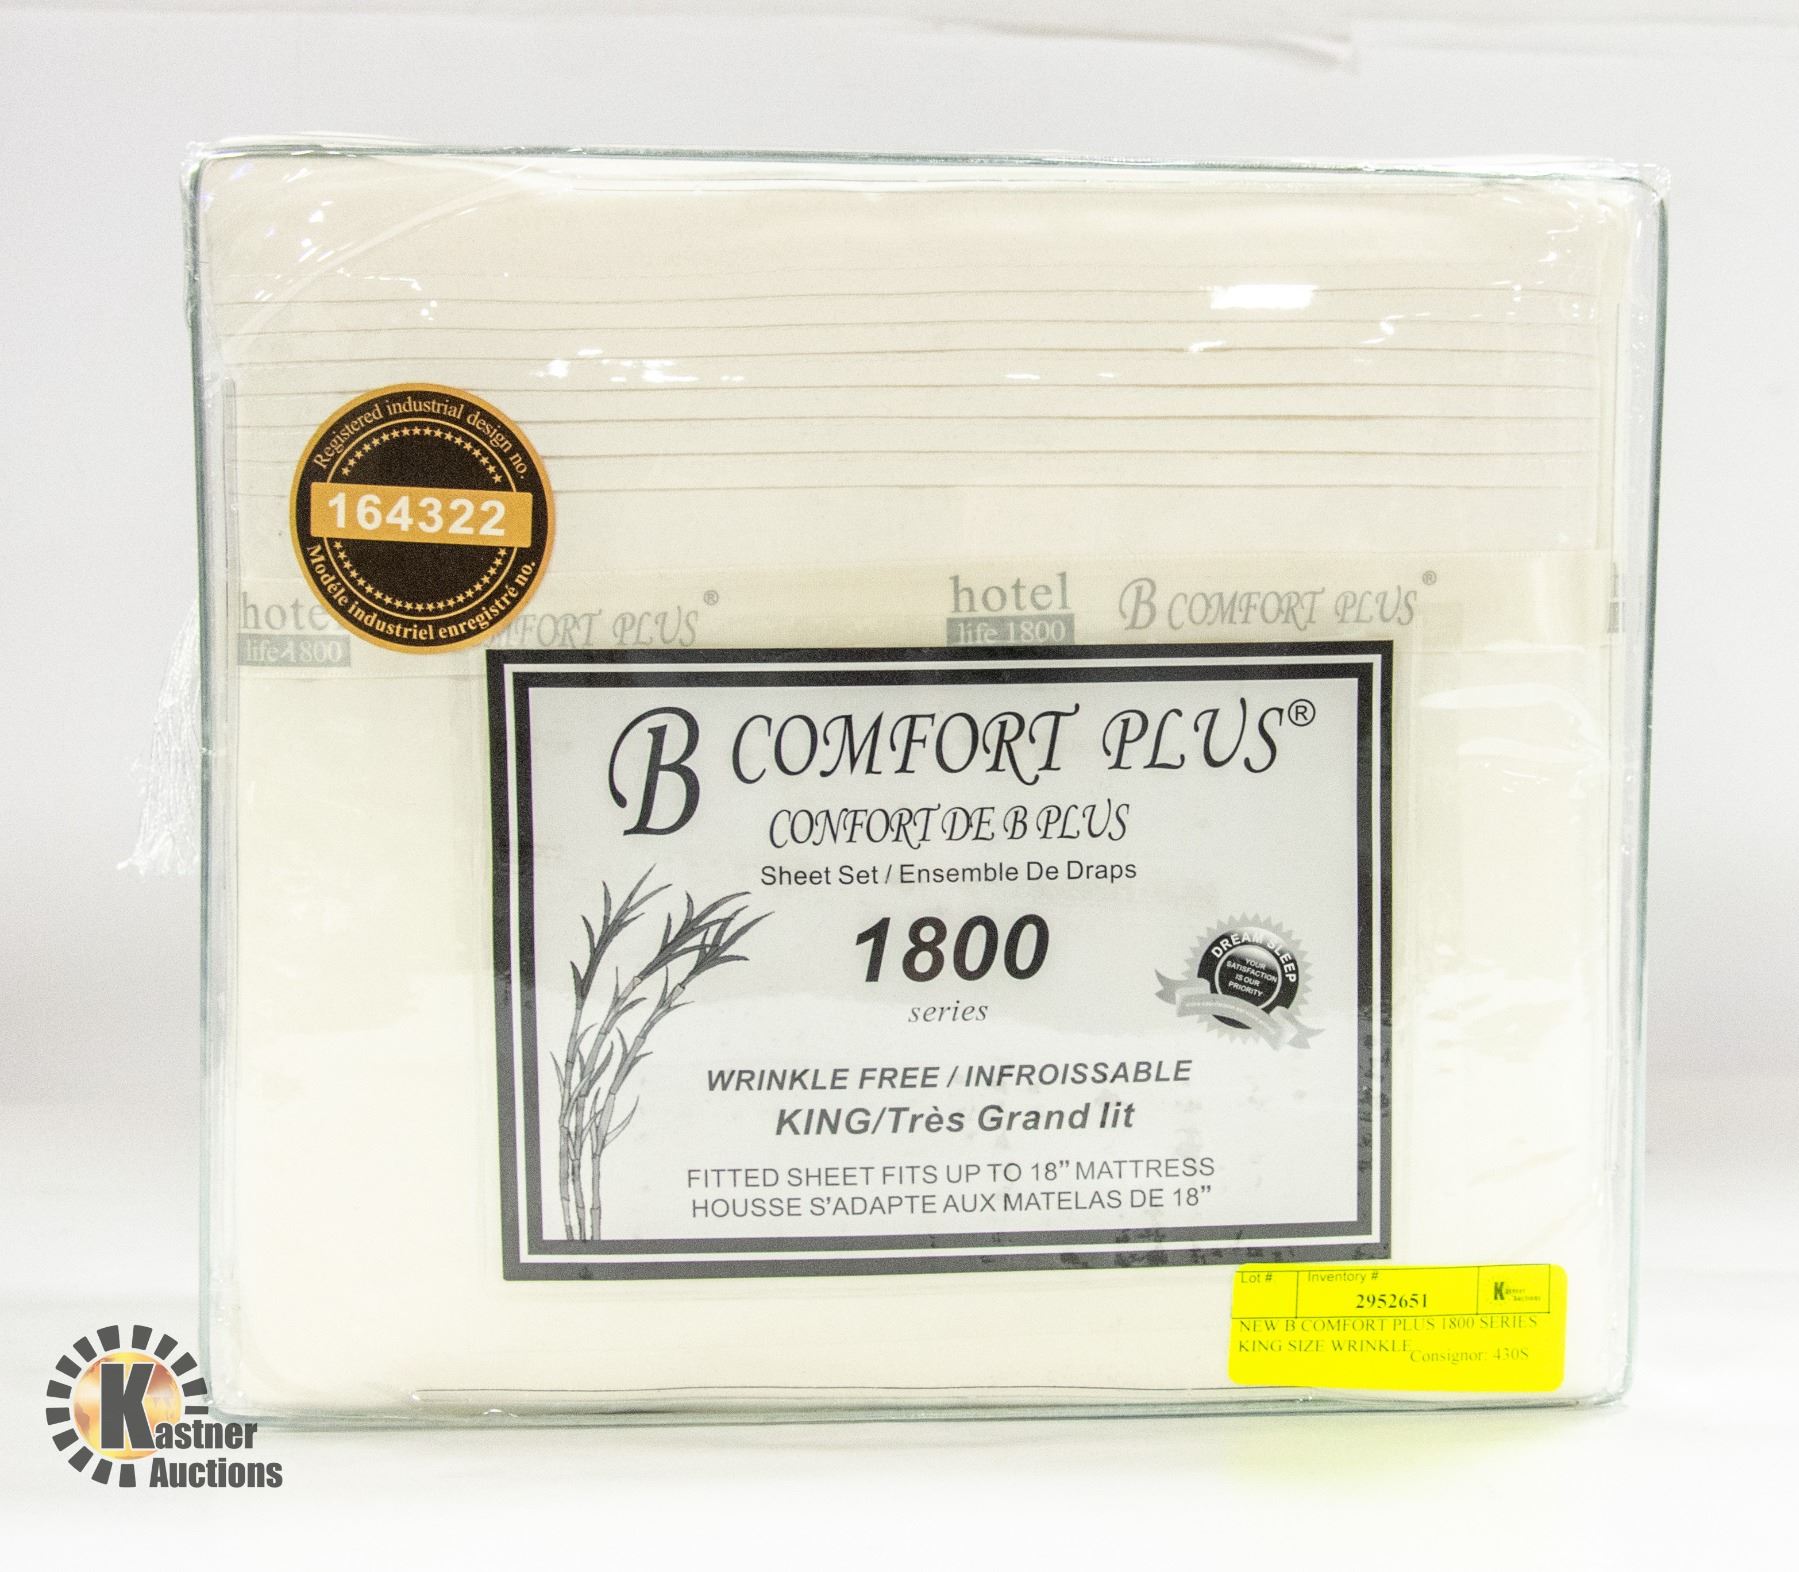 Registered industrial design no.
164322
Modéle industriel enregistré no.
hotel
life 1800
B COMFORT PLUS®
hotel
life 1800
B COMFORT PLUS®
B COMFORT PLUS®
CONFORT DE B PLUS
Sheet Set / Ensemble De Draps
1800
series
DREAM SLEEP
YOUR
SATISFACTION
IS OUR
PRIORITY
WRINKLE FREE / INFROISSABLE
KING/Très Grand lit
FITTED SHEET FITS UP TO 18” MATTRESS
HOUSSE S’ADAPTE AUX MATELAS DE 18”
Lot # Inventory #
2952651
Kastner
Auctions
NEW B COMFORT PLUS 1800 SERIES
KING SIZE WRINKLE
Consignor: 430S
Kastner
Auctions